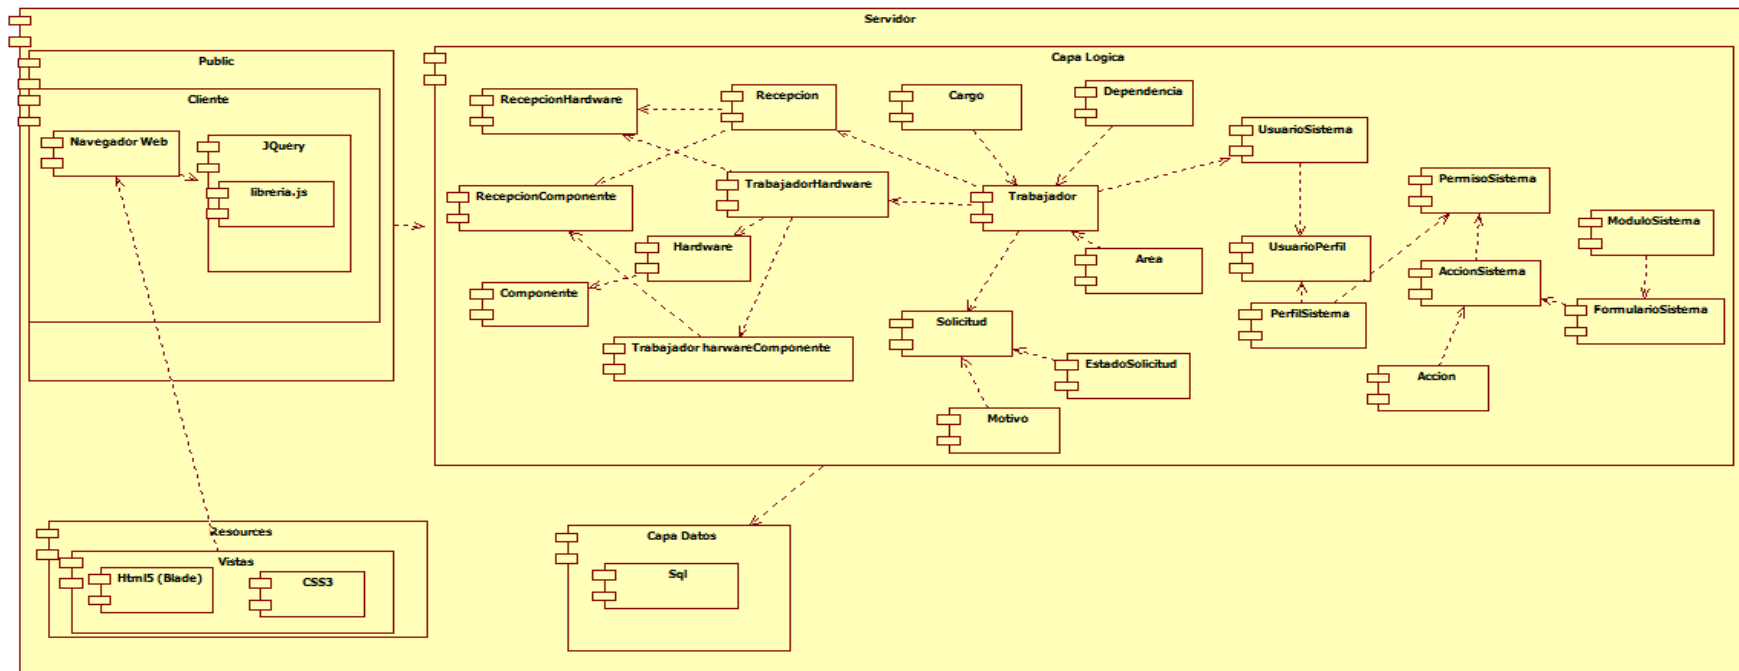 Servidor
Public
Cliente
Navegador Web
JQuery
libreria.js
Capa Logica
RecepcionHardware
Recepcion
Cargo
Dependencia
UsuarioSistema
RecepcionComponente
TrabajadorHardware
Trabajador
PermisoSistema
ModuloSistema
Hardware
Area
UsuarioPerfil
AccionSistema
Componente
Solicitud
PerfilSistema
FormularioSistema
Trabajador harwareComponente
EstadoSolicitud
Accion
Motivo
Resources
Vistas
Html5 (Blade)
CSS3
Capa Datos
Sql